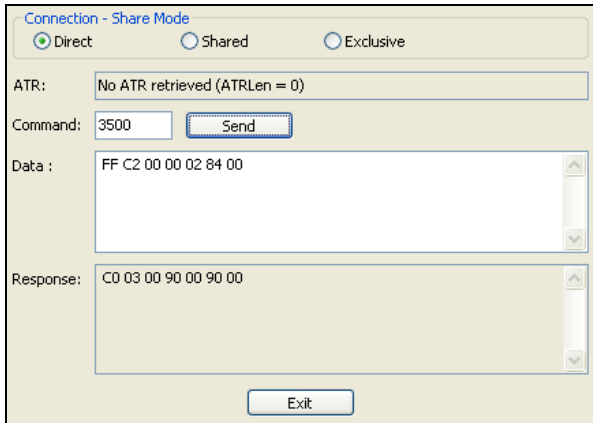 Connection - Share Mode
Direct Shared Exclusive
ATR: No ATR retrieved (ATRLen = 0)
Command: 3500 Send
Data : FF C2 00 00 02 84 00
Response: C0 03 00 90 00 90 00
Exit